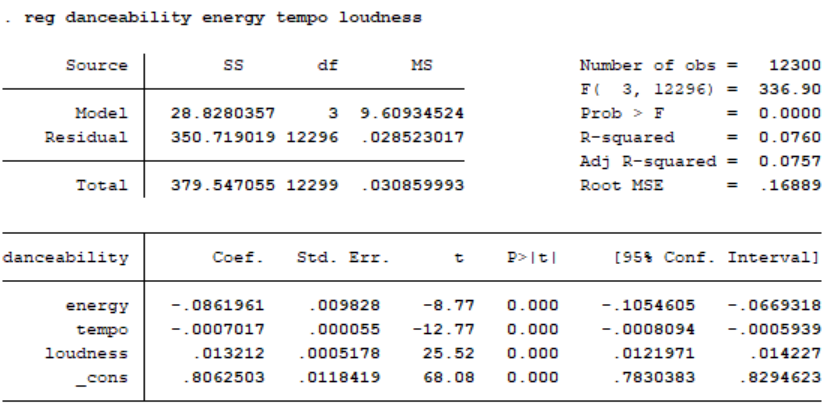 . reg danceability energy tempo loudness
Source | SS df MS Number of obs = 12300
F( 3, 12296) = 336.90
Model | 28.8280357 3 9.60934524 Prob > F = 0.0000
Residual | 350.719019 12296 .028523017 R-squared = 0.0760
Adj R-squared = 0.0757
Total | 379.547055 12299 .030859993 Root MSE = .16889
danceability | Coef. Std. Err. t P>|t| [95% Conf. Interval]
energy | -.0861961 .009828 -8.77 0.000 -.1054605 -.0669318
tempo | -.0007017 .000055 -12.77 0.000 -.0008094 -.0005939
loudness | .013212 .0005178 25.52 0.000 .0121971 .014227
_cons | .8062503 .0118419 68.08 0.000 .7830383 .8294623